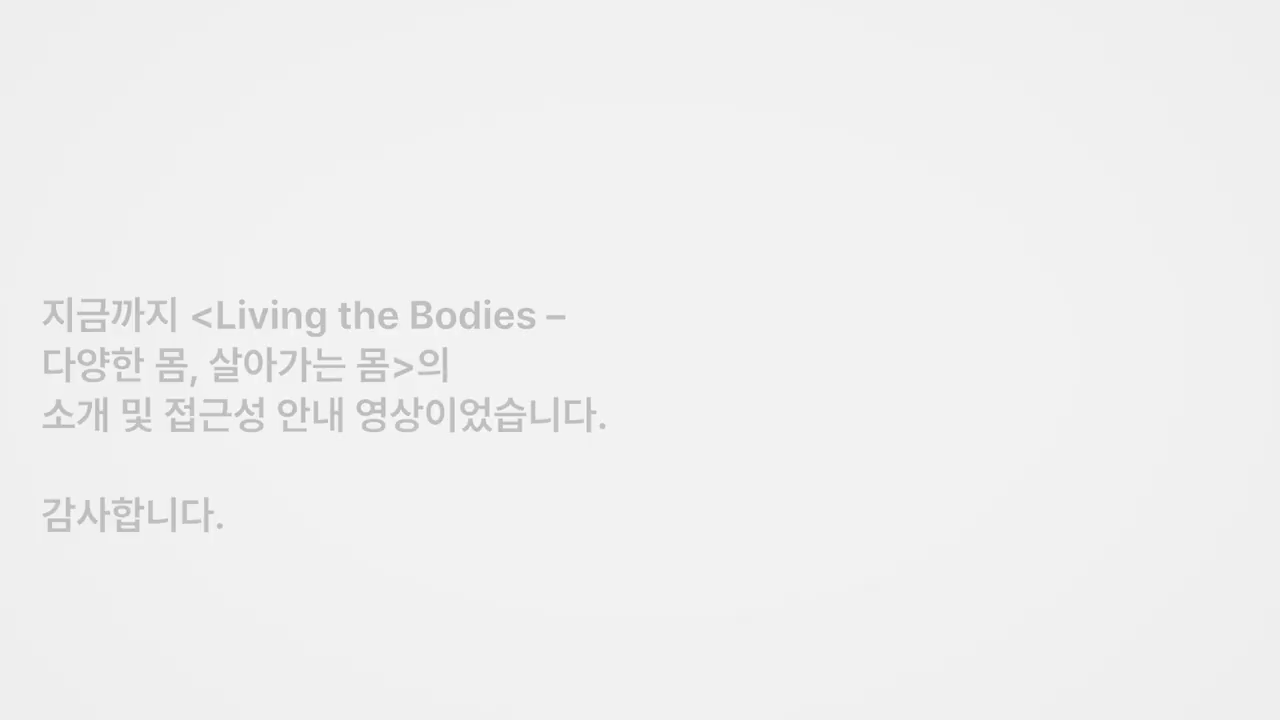 지금까지 <Living the Bodies –
다양한 몸, 살아가는 몸>의
소개 및 접근성 안내 영상이었습니다.
감사합니다.